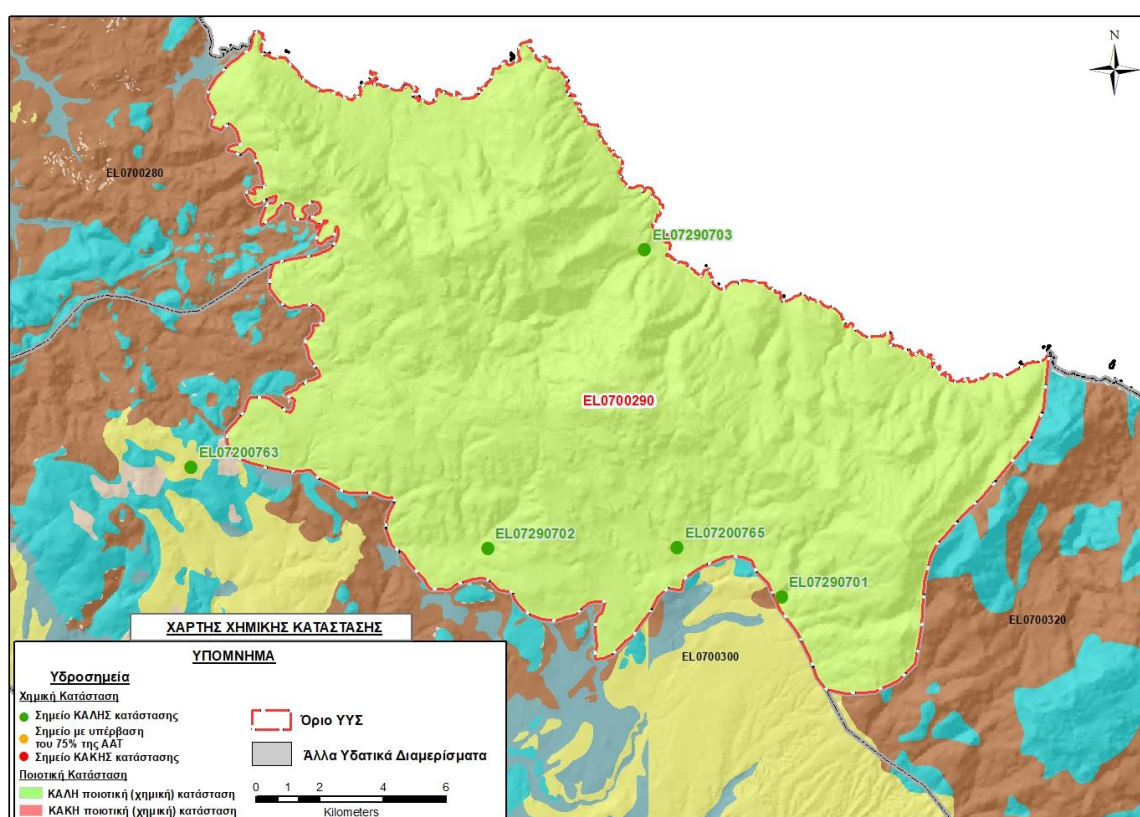 N
EL0700280
EL07290703
EL0700290
EL07200763
EL07290702
EL07200765
EL07290701
EL0700320
EL0700300
ΧΑΡΤΗΣ ΧΗΜΙΚΗΣ ΚΑΤΑΣΤΑΣΗΣ
ΥΠΟΜΝΗΜΑ
Υδροσημεία
Χημική Κατάσταση
Σημείο ΚΑΛΗΣ κατάστασης
Σημείο με υπέρβαση
του 75% της ΑΑΤ
Σημείο ΚΑΚΗΣ κατάστασης
Ποιοτική Κατάσταση
ΚΑΛΗ ποιοτική (χημική) κατάσταση
ΚΑΚΗ ποιοτική (χημική) κατάσταση
Όριο ΥΥΣ
Άλλα Υδατικά Διαμερίσματα
0 1 2 4 6
Kilometers